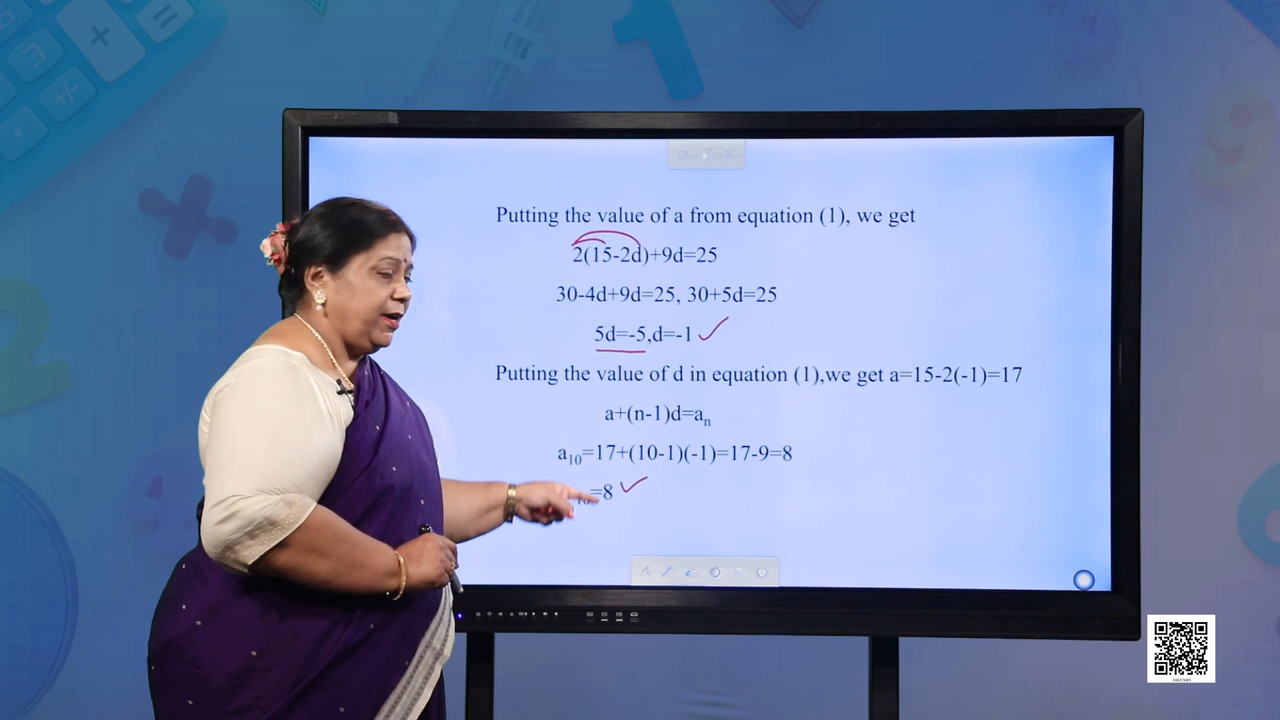 Putting the value of a from equation (1), we get
2(15-2d)+9d=25
30-4d+9d=25, 30+5d=25
5d=-5,d=-1
Putting the value of d in equation (1),we get a=15-2(-1)=17
a+(n-1)d=aₙ
a₁₀=17+(10-1)(-1)=17-9=8
=8